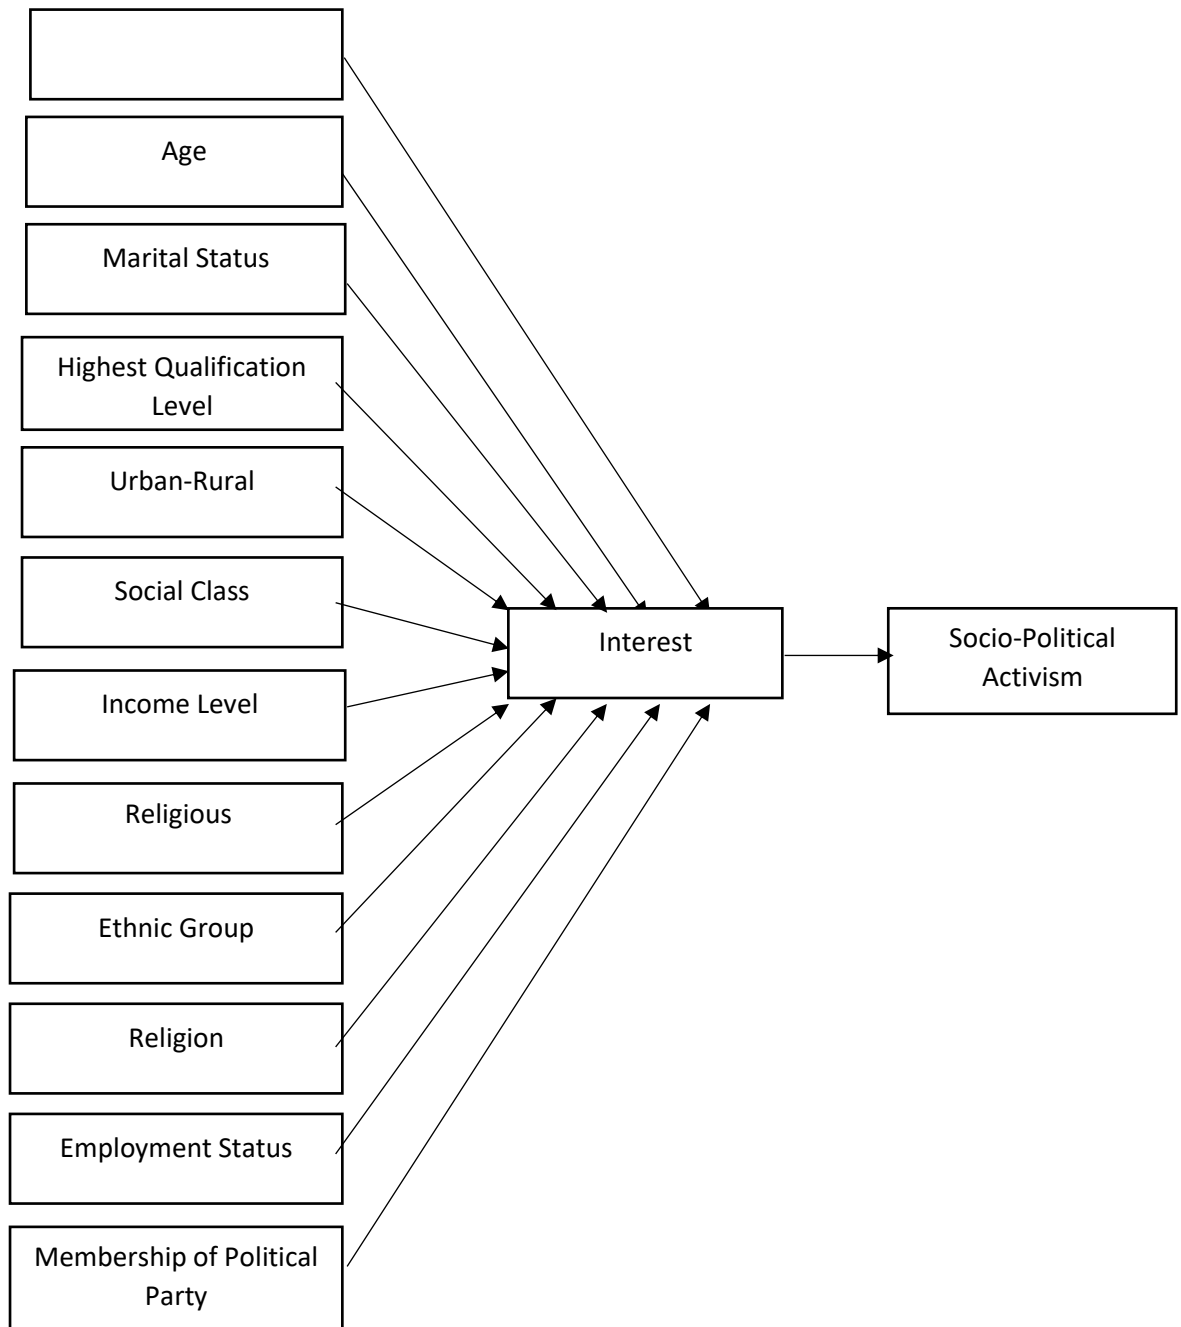 Age
Marital Status
Highest Qualification
Level
Urban-Rural
Social Class
Income Level
Religious
Ethnic Group
Religion
Employment Status
Membership of Political
Party
Interest
Socio-Political
Activism